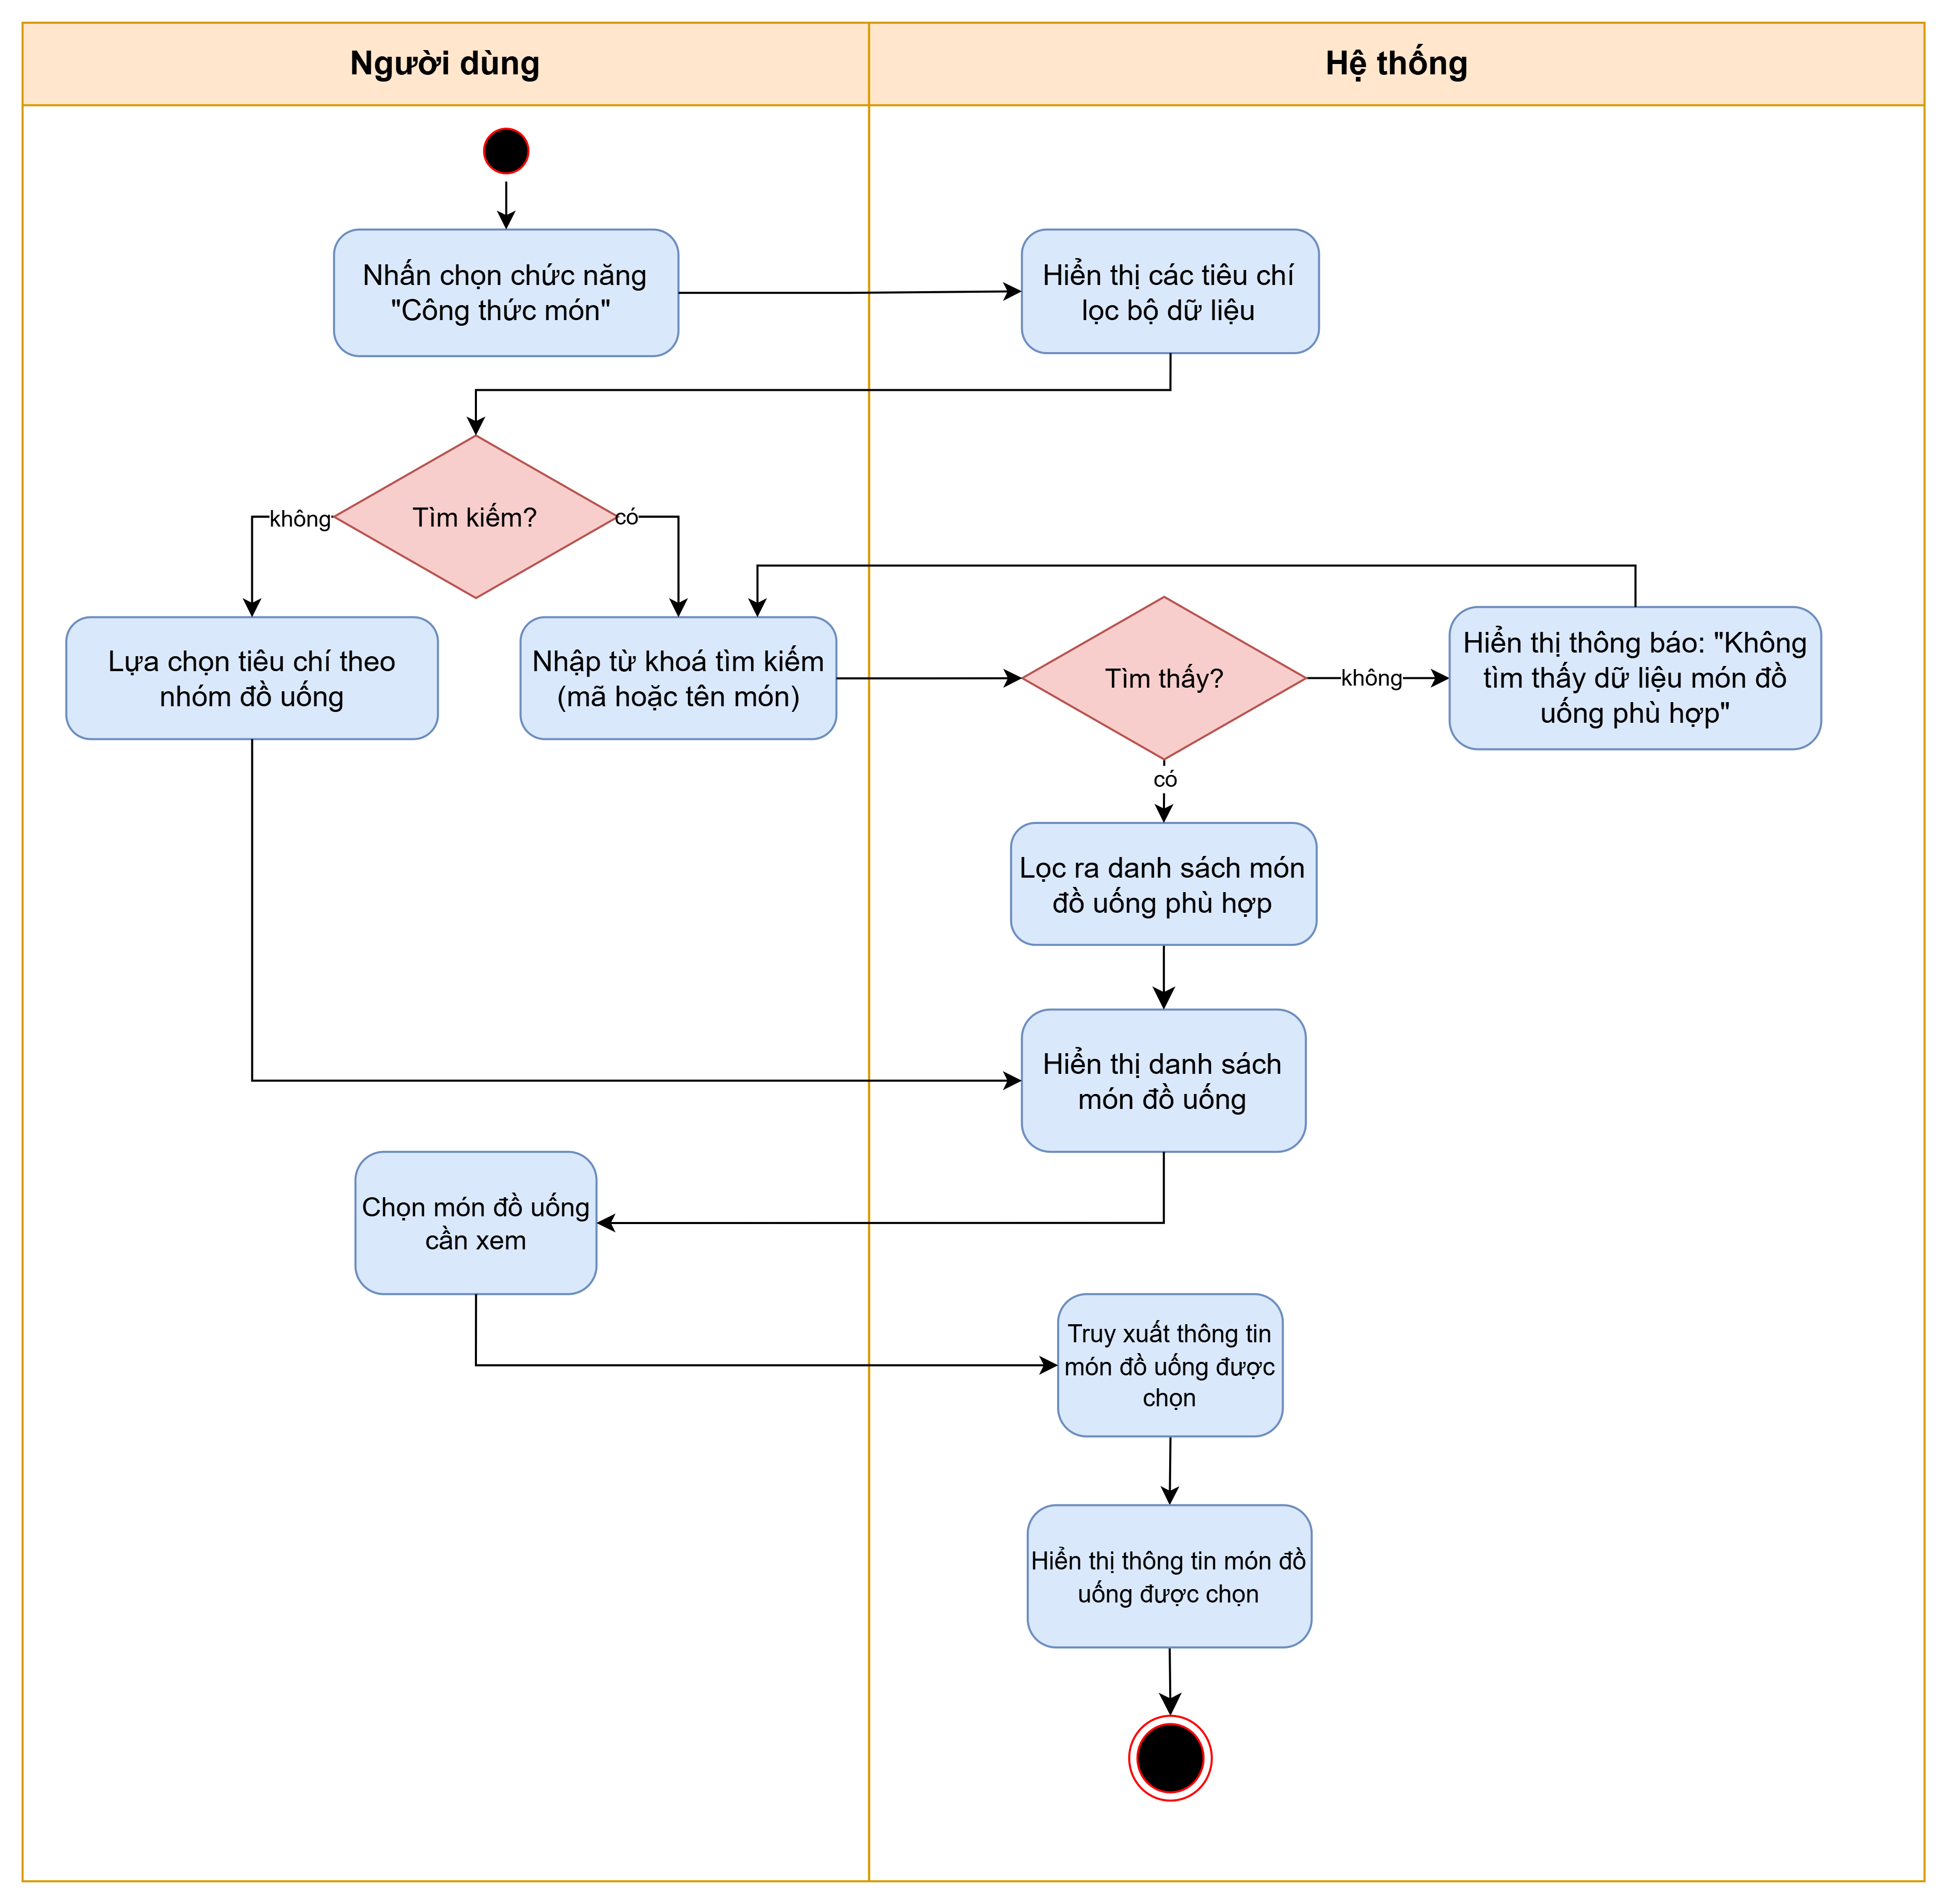 Người dùng
Hệ thống
Nhấn chọn chức năng
"Công thức món"
Hiển thị các tiêu chí
lọc bộ dữ liệu
Tìm kiếm?
không
có
Lựa chọn tiêu chí theo
nhóm đồ uống
Nhập từ khoá tìm kiếm
(mã hoặc tên món)
Tìm thấy?
không
Hiển thị thông báo: "Không
tìm thấy dữ liệu món đồ
uống phù hợp"
có
Lọc ra danh sách món
đồ uống phù hợp
Hiển thị danh sách
món đồ uống
Chọn món đồ uống
cần xem
Truy xuất thông tin
món đồ uống được
chọn
Hiển thị thông tin món đồ
uống được chọn